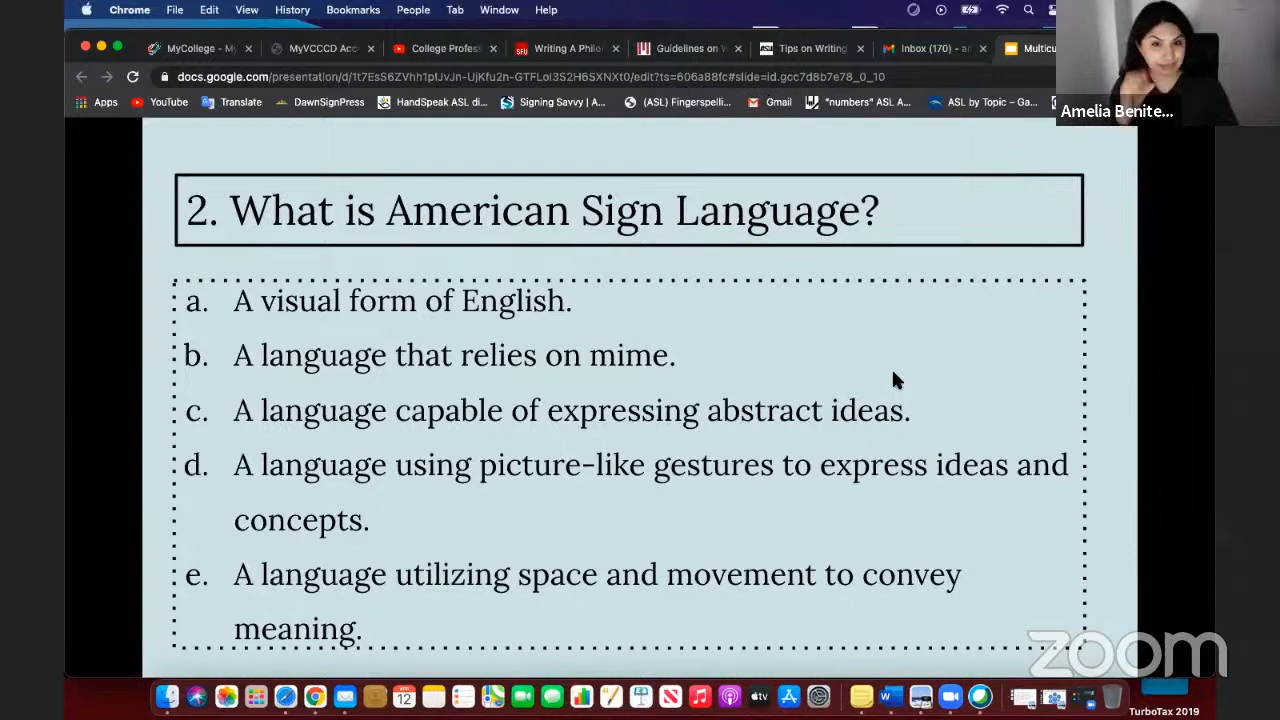 Chrome File Edit View History Bookmarks People Tab Window Help
MyCollege - My MyVCCCD Acc College Profess Writing A Philo Guidelines on W Tips on Writing Inbox (170) - a Multicu
docs.google.com/presentation/d/ /edit?ts=606a88fc#slide=id.gcc7d8b7e78_0_10
Apps YouTube Translate DawnSignPress HandSpeak ASL di... Signing Savvy | A... (ASL) Fingerspelli... Gmail "numbers" ASL A... ASL by Topic – Ga...
Amelia Benite...
2. What is American Sign Language?
a. A visual form of English.
b. A language that relies on mime.
c. A language capable of expressing abstract ideas.
d. A language using picture-like gestures to express ideas and
concepts.
e. A language utilizing space and movement to convey
meaning.
zoom
12
tv
TurboTax 2019